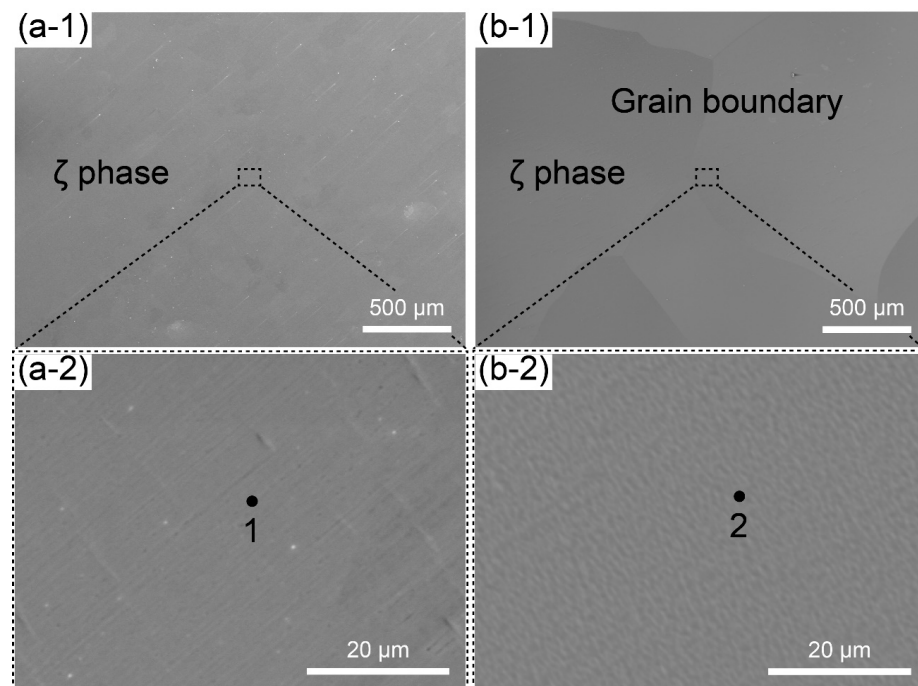 (a-1)
ζ phase
500 μm
(b-1)
Grain boundary
ζ phase
500 μm
(a-2)
1
20 μm
(b-2)
2
20 μm